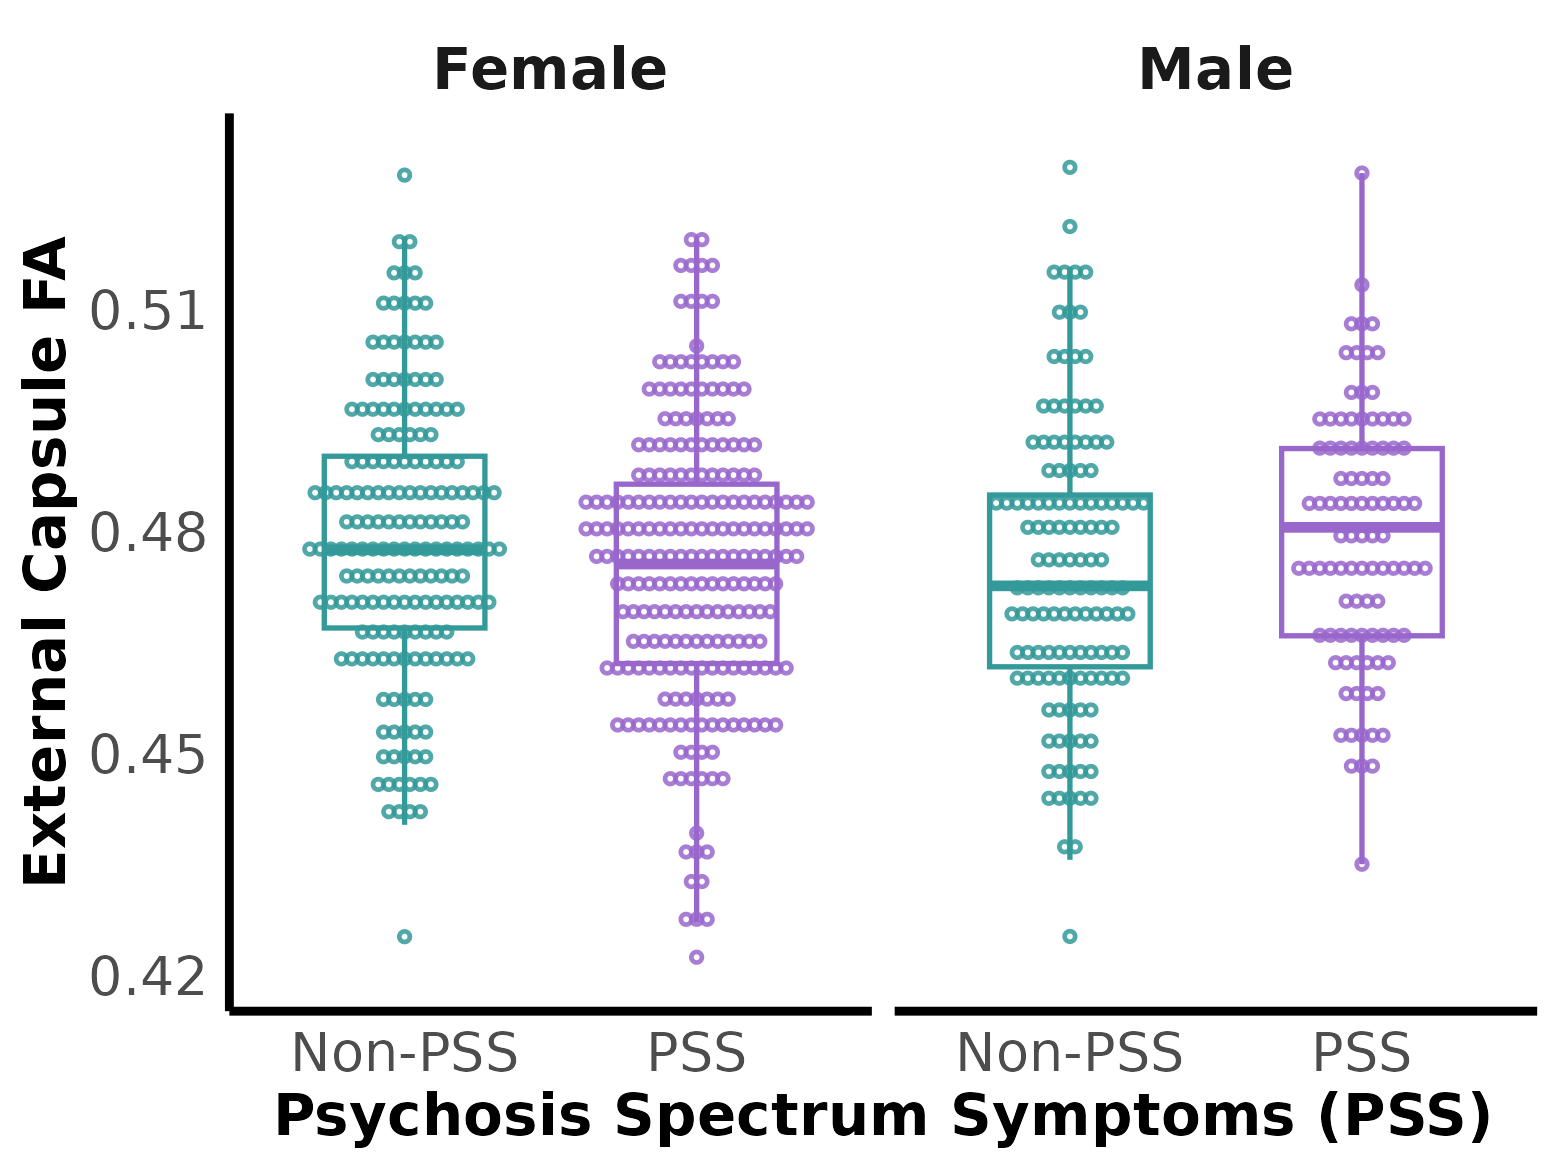 Female Male
External Capsule FA
0.51
0.48
0.45
0.42
Non-PSS PSS Non-PSS PSS
Psychosis Spectrum Symptoms (PSS)